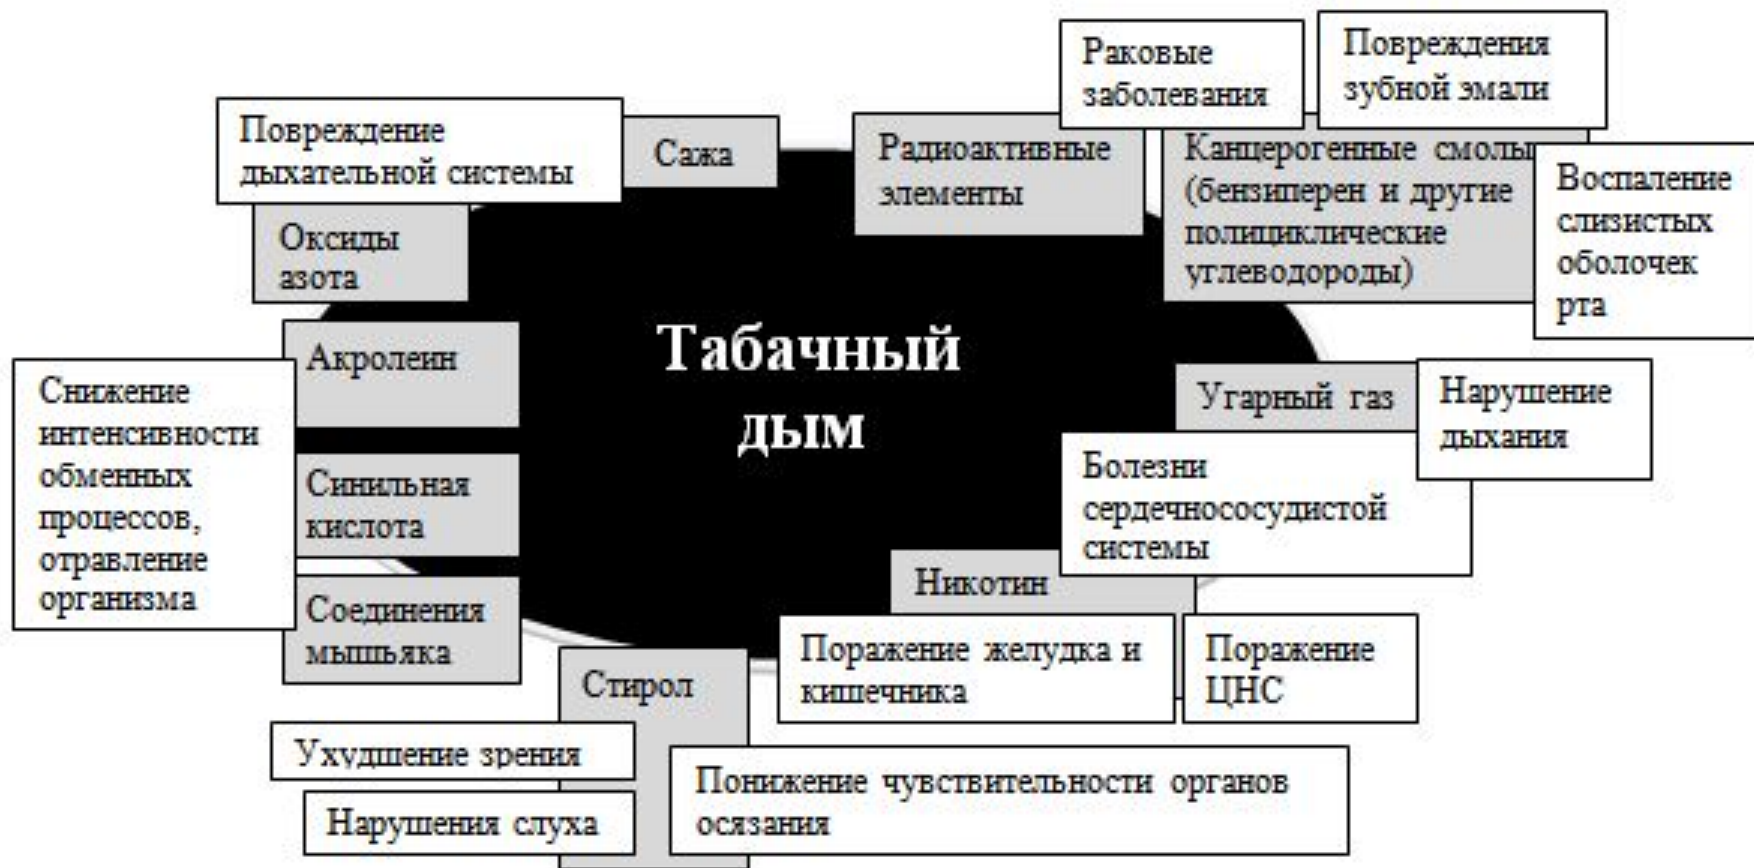 Раковые
заболевания
Повреждения
зубной эмали
Повреждение
дыхательной системы
Сажа
Радиоактивные
элементы
Канцерогенные смолы
(бензиперен и другие
полициклические
углеводороды)
Воспаление
слизистых
оболочек
рта
Оксиды
азота
Табачный
дым
Акролеин
Снижение
интенсивности
обменных
процессов,
отравление
организма
Угарный газ
Нарушение
дыхания
Синильная
кислота
Болезни
сердечнососудистой
системы
Никотин
Соединения
мышьяка
Поражение желудка и
кишечника
Поражение
ЦНС
Стирол
Ухудшение зрения
Нарушения слуха
Понижение чувствительности органов
осязания